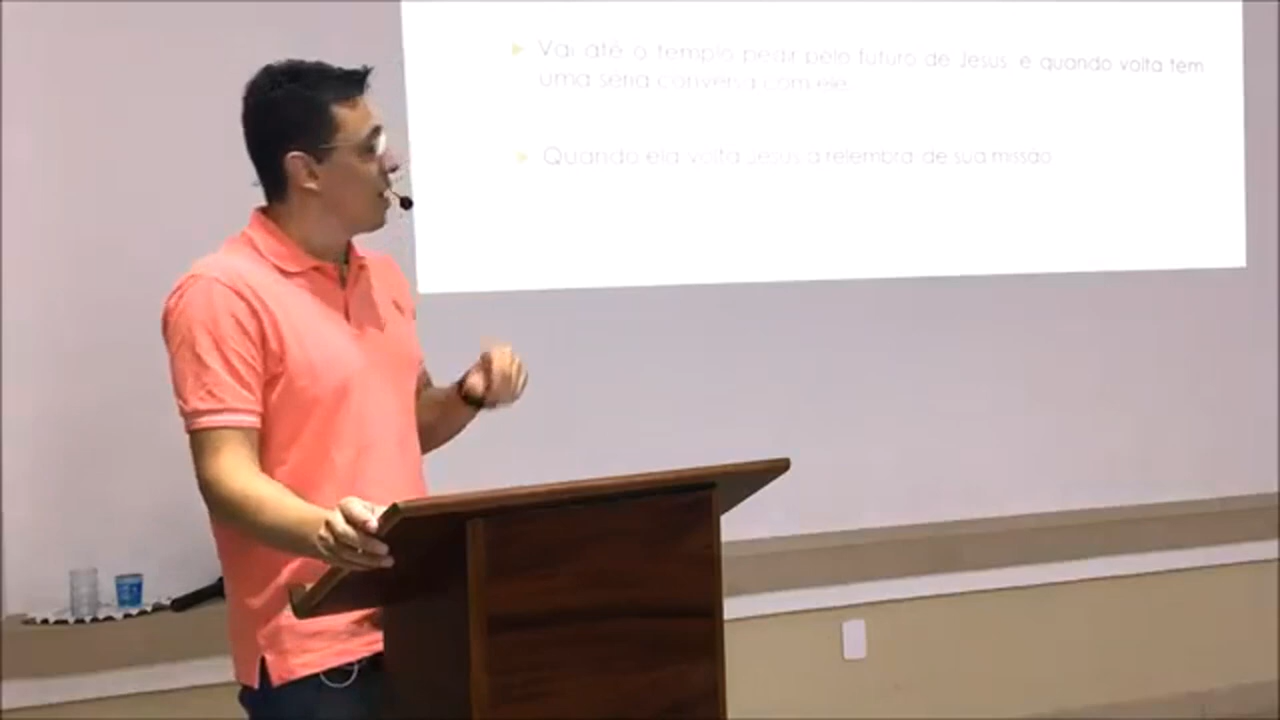 Vai até o templo pedir pelo futuro de Jesus, e quando volta tem
uma seria conversa com ele.
Quando ela volta Jesus a relembra de sua missão